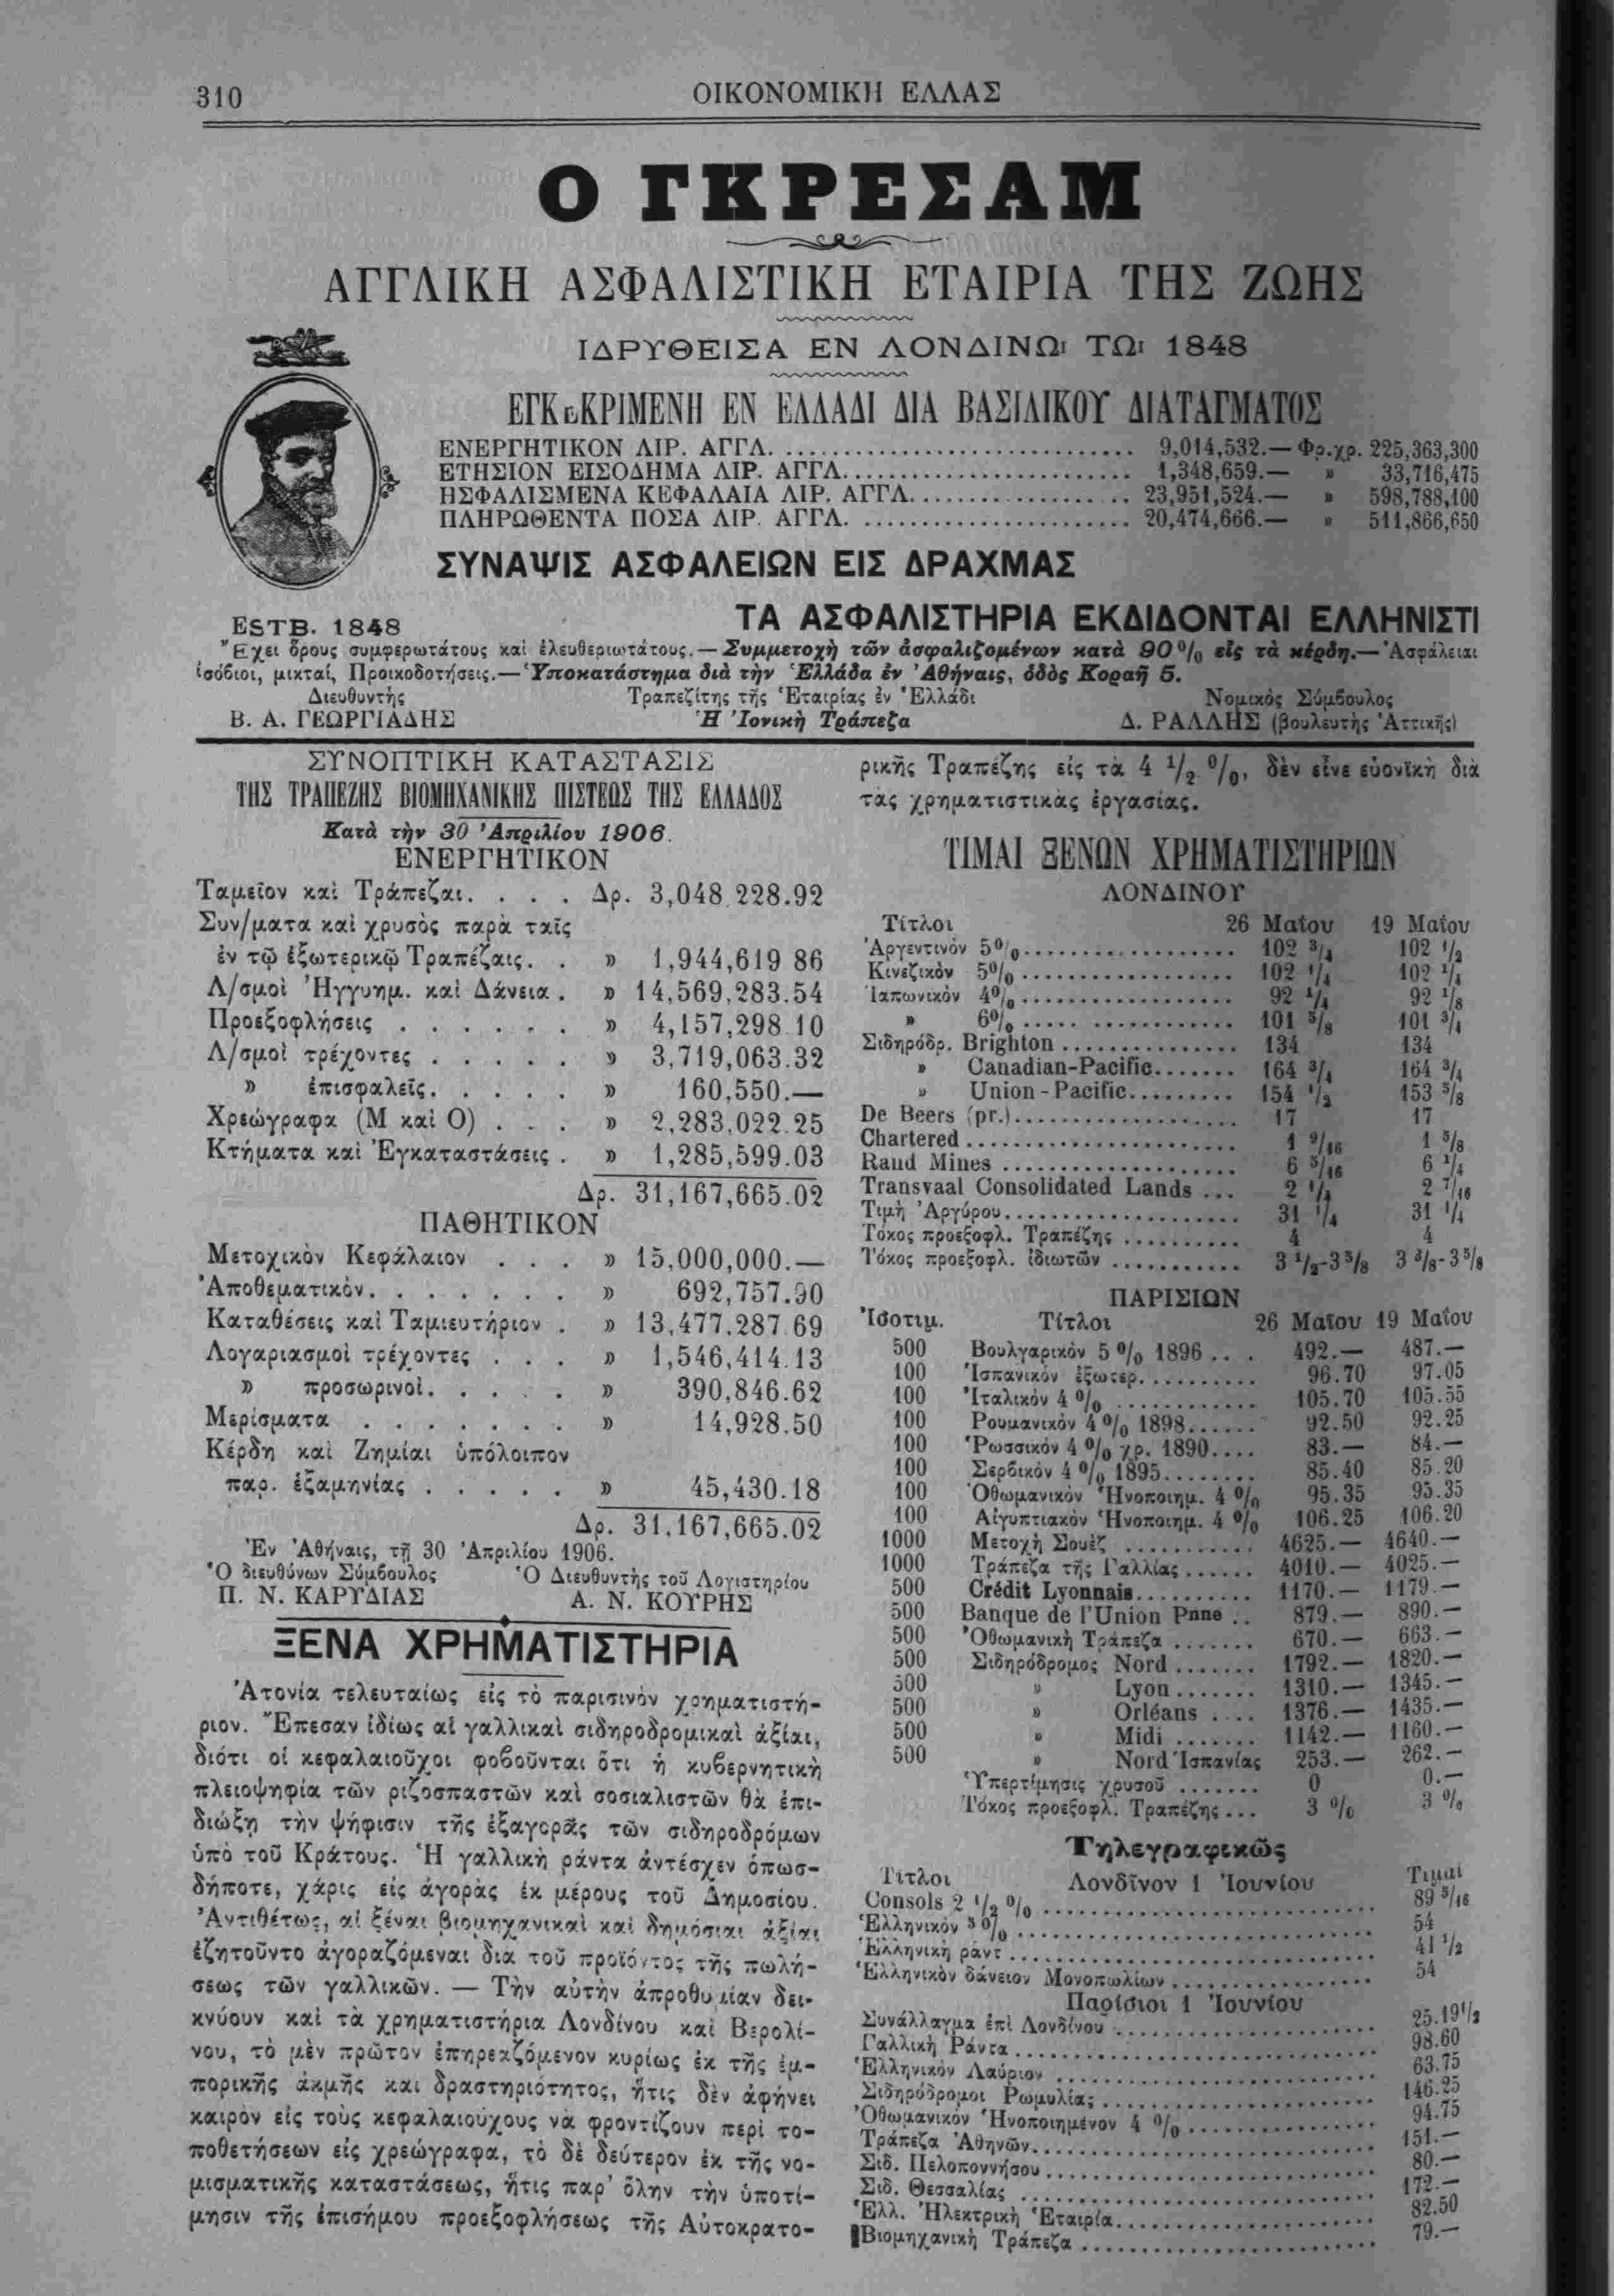 310
ΟΙΚΟΝΟΜΙΚΗ ΕΛΛΑΣ
Ο ΓΚΡΕΣΑΜ
ΑΓΓΛΙΚΗ ΑΣΦΑΛΙΣΤΙΚΗ ΕΤΑΙΡΙΑ ΤΗΣ ΖΩΗΣ
ΙΔΡΥΘΕΙΣΑ ΕΝ ΛΟΝΔΙΝΩι ΤΩι 1848
ΕΓΚεΚΡΙΜΕΝΗ ΕΝ ΕΛΛΑΔΙ ΔΙΑ ΒΑΣΙΛΙΚΟΥ ΔΙΑΤΑΓΜΑΤΟΣ
ΕΝΕΡΓΗΤΙΚΟΝ ΛΙΡ. ΑΓΓΛ. .......... 9,014,532.— Φρ.χρ. 225,363,300
ΕΤΗΣΙΟΝ ΕΙΣΟΔΗΜΑ ΛΙΡ. ΑΓΓΛ. .......... 1,348,659.— » 33,716,475
ΗΣΦΑΛΙΣΜΕΝΑ ΚΕΦΑΛΑΙΑ ΛΙΡ. ΑΓΓΛ. .......... 23,951,524.— » 598,788,100
ΠΛΗΡΩΘΕΝΤΑ ΠΟΣΑ ΛΙΡ. ΑΓΓΛ. .......... 20,474,666.— » 511,866,650
ΣΥΝΑΨΙΣ ΑΣΦΑΛΕΙΩΝ ΕΙΣ ΔΡΑΧΜΑΣ
ESTB. 1848
ΤΑ ΑΣΦΑΛΙΣΤΗΡΙΑ ΕΚΔΙΔΟΝΤΑΙ ΕΛΛΗΝΙΣΤΙ
Ἔχει ὅρους συμφερωτάτους καὶ ἐλευθεριωτάτους.— Συμμετοχὴ τῶν ἀσφαλιζομένων κατὰ 90 % εἰς τὰ κέρδη.— Ἀσφάλειαι
ἰσόβιοι, μικταί, Προικοδοτήσεις.— Ὑποκατάστημα διὰ τὴν Ἑλλάδα ἐν Ἀθήναις, ὁδὸς Κοραῆ 5.
Διευθυντὴς
Β. Α. ΓΕΩΡΓΙΑΔΗΣ
Τραπεζίτης τῆς Ἑταιρίας ἐν Ἑλλάδι
Ἡ Ἰονικὴ Τράπεζα
Νομικὸς Σύμβουλος
Δ. ΡΑΛΛΗΣ (βουλευτὴς Ἀττικῆς)
ΣΥΝΟΠΤΙΚΗ ΚΑΤΑΣΤΑΣΙΣ
ΤΗΣ ΤΡΑΠΕΖΗΣ ΒΙΟΜΗΧΑΝΙΚΗΣ ΠΙΣΤΕΩΣ ΤΗΣ ΕΛΛΑΔΟΣ
Κατὰ τὴν 30 Ἀπριλίου 1906.
ΕΝΕΡΓΗΤΙΚΟΝ
Ταμεῖον καὶ Τράπεζαι. . . . Δρ. 3,048,228.92
Συν/ματα καὶ χρυσὸς παρὰ ταῖς
ἐν τῷ ἐξωτερικῷ Τραπέζαις. . » 1,944,619 86
Λ/σμοὶ Ἠγγυημ. καὶ Δάνεια . » 14,569,283.54
Προεξοφλήσεις . . . . . . » 4,157,298 10
Λ/σμοὶ τρέχοντες . . . . . » 3,719,063.32
» ἐπισφαλεῖς. . . . . » 160,550.—
Χρεώγραφα (Μ καὶ Ο) . . . » 2,283,022.25
Κτήματα καὶ Ἐγκαταστάσεις . » 1,285,599.03
Δρ. 31,167,665.02
ΠΑΘΗΤΙΚΟΝ
Μετοχικὸν Κεφάλαιον . . . » 15,000,000.—
Ἀποθεματικὸν. . . . . . . » 692,757.90
Καταθέσεις καὶ Ταμιευτήριον . » 13,477.287 69
Λογαριασμοὶ τρέχοντες . . . » 1,546,414.13
» προσωρινοί. . . . . » 390,846.62
Μερίσματα . . . . . . . » 14,928.50
Κέρδη καὶ Ζημίαι ὑπόλοιπον
παρ. ἑξαμηνίας . . . . . » 45,430.18
Δρ. 31,167,665.02
Ἐν Ἀθήναις, τῇ 30 Ἀπριλίου 1906.
Ὁ διευθύνων Σύμβουλος Ὁ Διευθυντὴς τοῦ Λογιστηρίου
Π. Ν. ΚΑΡΥΔΙΑΣ Α. Ν. ΚΟΥΡΗΣ
ΞΕΝΑ ΧΡΗΜΑΤΙΣΤΗΡΙΑ
Ἀτονία τελευταίως εἰς τὸ παρισινὸν χρηματιστή-
ριον. Ἔπεσαν ἰδίως αἱ γαλλικαὶ σιδηροδρομικαὶ ἀξίαι,
διότι οἱ κεφαλαιοῦχοι φοβοῦνται ὅτι ἡ κυβερνητικὴ
πλειοψηφία τῶν ριζοσπαστῶν καὶ σοσιαλιστῶν θὰ ἐπι-
διώξῃ τὴν ψήφισιν τῆς ἐξαγορᾶς τῶν σιδηροδρόμων
ὑπὸ τοῦ Κράτους. Ἡ γαλλικὴ ράντα ἀντέσχεν ὁπωσ-
δήποτε, χάρις εἰς ἀγορὰς ἐκ μέρους τοῦ Δημοσίου.
Ἀντιθέτως, αἱ ξέναι βιομηχανικαὶ καὶ δημόσιαι ἀξίαι
ἐζητοῦντο ἀγοραζόμεναι διὰ τοῦ προϊόντος τῆς πωλή-
σεως τῶν γαλλικῶν. — Τὴν αὐτὴν ἀπροθυμίαν δει-
κνύουν καὶ τὰ χρηματιστήρια Λονδίνου καὶ Βερολί-
νου, τὸ μὲν πρῶτον ἐπηρεαζόμενον κυρίως ἐκ τῆς ἐμ-
πορικῆς ἀκμῆς καὶ δραστηριότητος, ἥτις δὲν ἀφήνει
καιρὸν εἰς τοὺς κεφαλαιούχους νὰ φροντίζουν περὶ το-
ποθετήσεων εἰς χρεώγραφα, τὸ δὲ δεύτερον ἐκ τῆς νο-
μισματικῆς καταστάσεως, ἥτις παρ' ὅλην τὴν ὑποτί-
μησιν τῆς ἐπισήμου προεξοφλήσεως τῆς Αὐτοκρατο-
ρικῆς Τραπέζης εἰς τὰ 4 1/2 %, δὲν εἶνε εὐονϊκὴ διὰ
τὰς χρηματιστικὰς ἐργασίας.
ΤΙΜΑΙ ΞΕΝΩΝ ΧΡΗΜΑΤΙΣΤΗΡΙΩΝ
ΛΟΝΔΙΝΟΥ
Τίτλοι 26 Μαΐου 19 Μαΐου
Ἀργεντινόν 5% .......... 102 3/4 102 1/2
Κινεζικὸν 5% .......... 102 1/4 102 1/4
Ἰαπωνικὸν 4% .......... 92 1/4 92 1/8
» 6% .......... 101 5/8 101 3/4
Σιδηρόδρ. Brighton .......... 134 134
» Canadian-Pacific....... 164 3/4 164 3/4
» Union - Pacific......... 154 1/2 153 5/8
De Beers (pr.).......... 17 17
Chartered .......... 1 9/16 1 5/8
Rand Mines .......... 6 5/16 6 1/4
Transvaal Consolidated Lands ... 2 1/4 2 7/16
Τιμὴ Ἀργύρου.......... 31 1/4 31 1/4
Τόκος προεξοφλ. Τραπέζης .......... 4 4
Τόκος προεξοφλ. ἰδιωτῶν .......... 3 1/2-3 5/8 3 3/8-3 5/8
ΠΑΡΙΣΙΩΝ
Ἰσοτιμ. Τίτλοι 26 Μαΐου 19 Μαΐου
500 Βουλγαρικόν 5 % 1896 .. . 492.— 487.—
100 Ἱσπανικόν ἐξωτερ. .......... 96.70 97.05
100 Ἰταλικόν 4 % .......... 105.70 105.55
100 Ρουμανικὸν 4 % 1898...... 92.50 92.25
100 Ῥωσσικόν 4 % χρ. 1890.... 83.— 84.—
100 Σερβικόν 4 % 1895........ 85.40 85.20
100 Ὀθωμανικὸν Ἡνοποιημ. 4 % 95.35 95.35
100 Αἰγυπτιακὸν Ἡνοποιημ. 4 % 106.25 106.20
1000 Μετοχὴ Σουὲζ .......... 4625.— 4640.—
1000 Τράπεζα τῆς Γαλλίας ...... 4010.— 4025.—
500 Crédit Lyonnais.......... 1170.— 1179.—
500 Banque de l'Union Pnne .. 879.— 890.—
500 Ὀθωμανικὴ Τράπεζα ....... 670.— 663.—
500 Σιδηρόδρομος Nord ....... 1792.— 1820.—
500 » Lyon ....... 1310.— 1345.—
500 » Orléans .... 1376.— 1435.—
500 » Midi ....... 1142.— 1160.—
500 » Nord Ἱσπανίας 253.— 262.—
Ὑπερτίμησις χρυσοῦ ....... 0 0.—
Τόκος προεξοφλ. Τραπέζης ... 3 % 3 %
Τηλεγραφικῶς
Τίτλοι Λονδῖνον 1 Ἰουνίου Τιμαὶ
Consols 2 1/2 % .......... 89 5/16
Ἑλληνικὸν 5 % .......... 54
Ἑλληνικὴ ράντ .......... 41 1/2
Ἑλληνικὸν δάνειον Μονοπωλίων .......... 54
Παρίσιοι 1 Ἰουνίου
Συνάλλαγμα ἐπὶ Λονδίνου .......... 25.19 1/2
Γαλλικὴ Ράντα .......... 98.60
Ἑλληνικὸν Λαύριον .......... 63.75
Σιδηρόδρομοι Ρωμυλίας .......... 146.25
Ὀθωμανικὸν Ἡνοποιημένον 4 % .......... 94.75
Τράπεζα Ἀθηνῶν .......... 151.—
Σιδ. Πελοποννήσου .......... 80.—
Σιδ. Θεσσαλίας .......... 172.—
Ἑλλ. Ἠλεκτρικὴ Ἑταιρία .......... 82.50
Βιομηχανικὴ Τράπεζα .......... 79.—